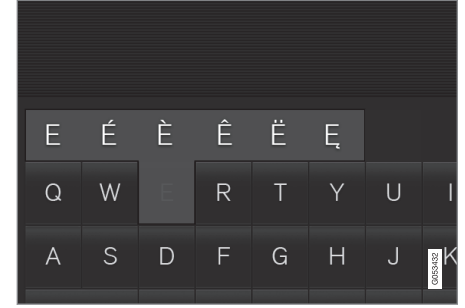 E É È Ê Ë Ę
Q W E R T Y U I
A S D F G H J K
G053432